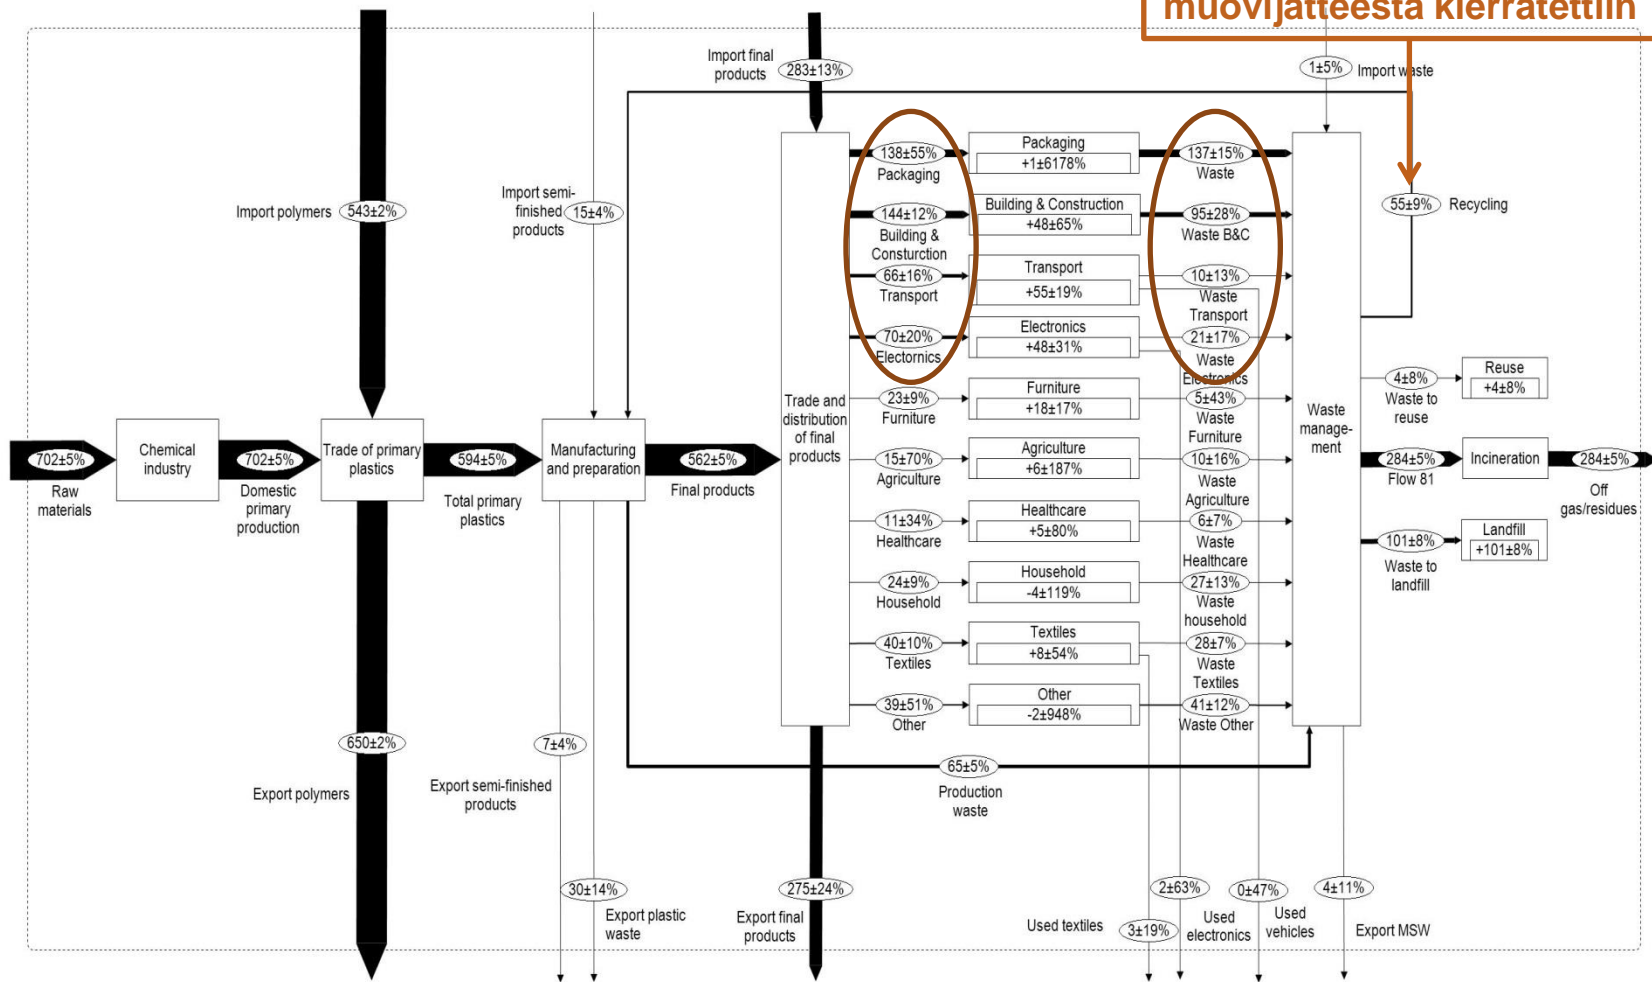 muovijätteestä kierrätettiin
Import final
products
283±13%
1±5%
Import waste
Import polymers
543±2%
Import semi-
finished
products
15±4%
138±55%
Packaging
Packaging
+1±6178%
137±15%
Waste
144±12%
Building &
Consturction
Building & Construction
+48±65%
95±28%
Waste B&C
66±16%
Transport
Transport
+55±19%
10±13%
Waste
Transport
70±20%
Electornics
Electronics
+48±31%
21±17%
Waste
Electronics
23±9%
Furniture
Furniture
+18±17%
5±43%
Waste
Furniture
15±70%
Agriculture
Agriculture
+6±187%
10±16%
Waste
Agriculture
11±34%
Healthcare
Healthcare
+5±80%
6±7%
Waste
Healthcare
24±9%
Household
Household
-4±119%
27±13%
Waste
household
40±10%
Textiles
Textiles
+8±54%
28±7%
Waste
Textiles
39±51%
Other
Other
-2±948%
41±12%
Waste Other
55±9%
Recycling
4±8%
Waste to
reuse
Reuse
+4±8%
Waste
manage-
ment
284±5%
Flow 81
Incineration
284±5%
Off
gas/residues
101±8%
Waste to
landfill
Landfill
+101±8%
702±5%
Raw
materials
Chemical
industry
702±5%
Domestic
primary
production
Trade of primary
plastics
594±5%
Total primary
plastics
Manufacturing
and preparation
562±5%
Final products
Trade and
distribution
of final
products
650±2%
Export polymers
7±4%
Export semi-finished
products
65±5%
Production
waste
30±14%
Export plastic
waste
275±24%
Export final
products
Used textiles
3±19%
2±63%
Used
electronics
0±47%
Used
vehicles
4±11%
Export MSW